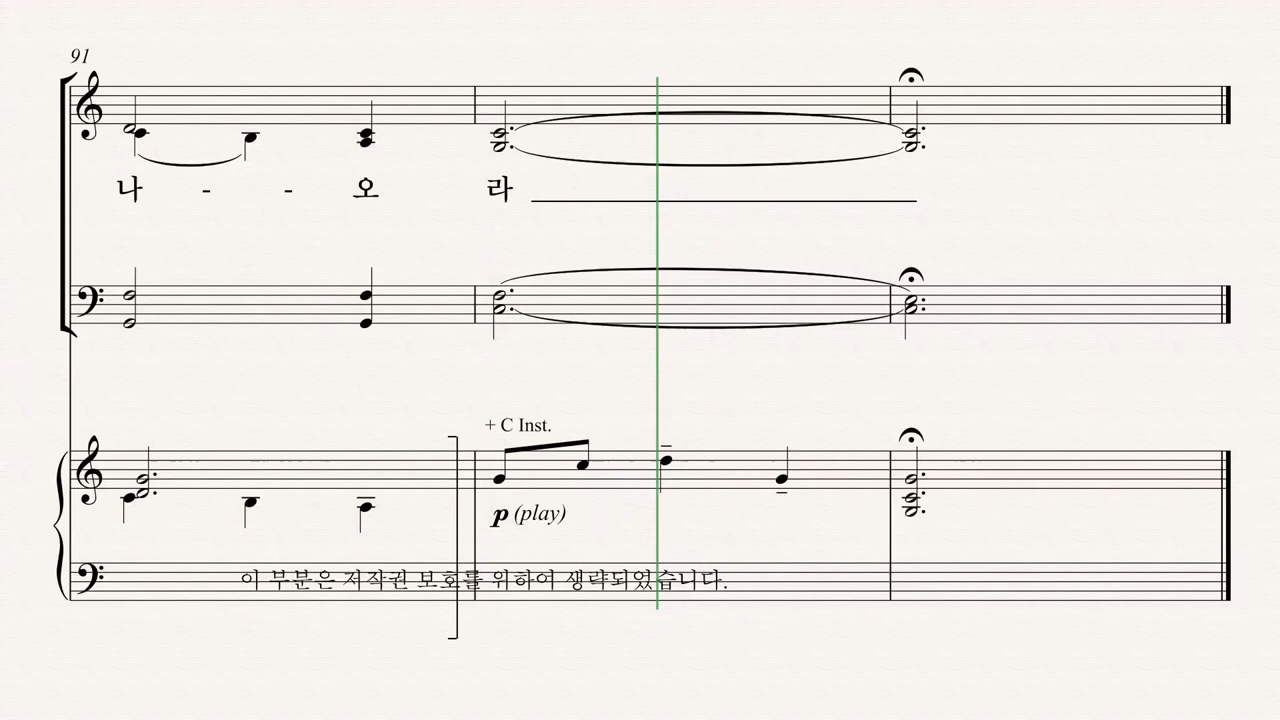 91
나 - - 오 라
+ C Inst.
p (play)
이 부분은 저작권 보호를 위하여 생략되었습니다.